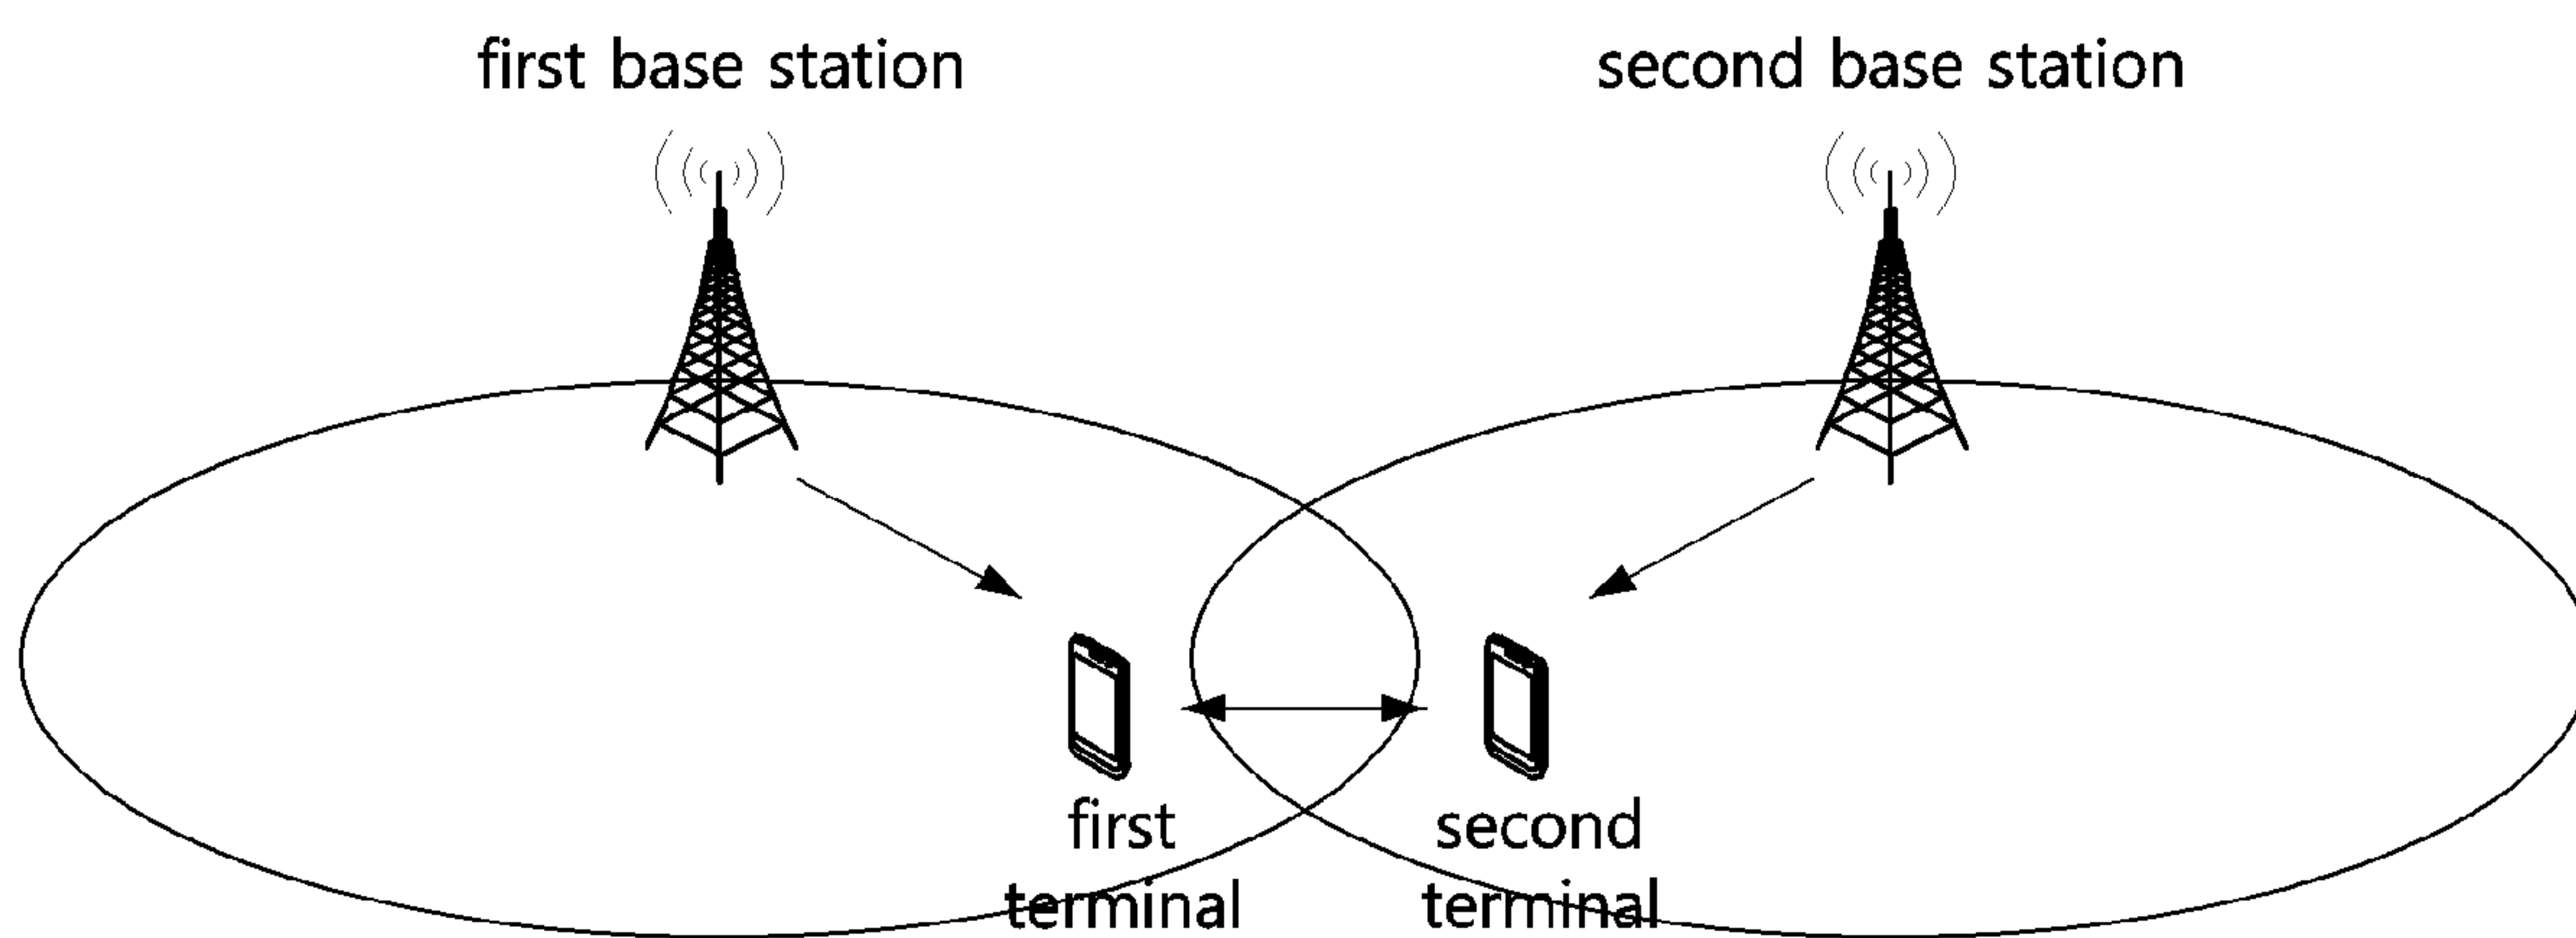 first base station
second base station
first
terminal
second
terminal